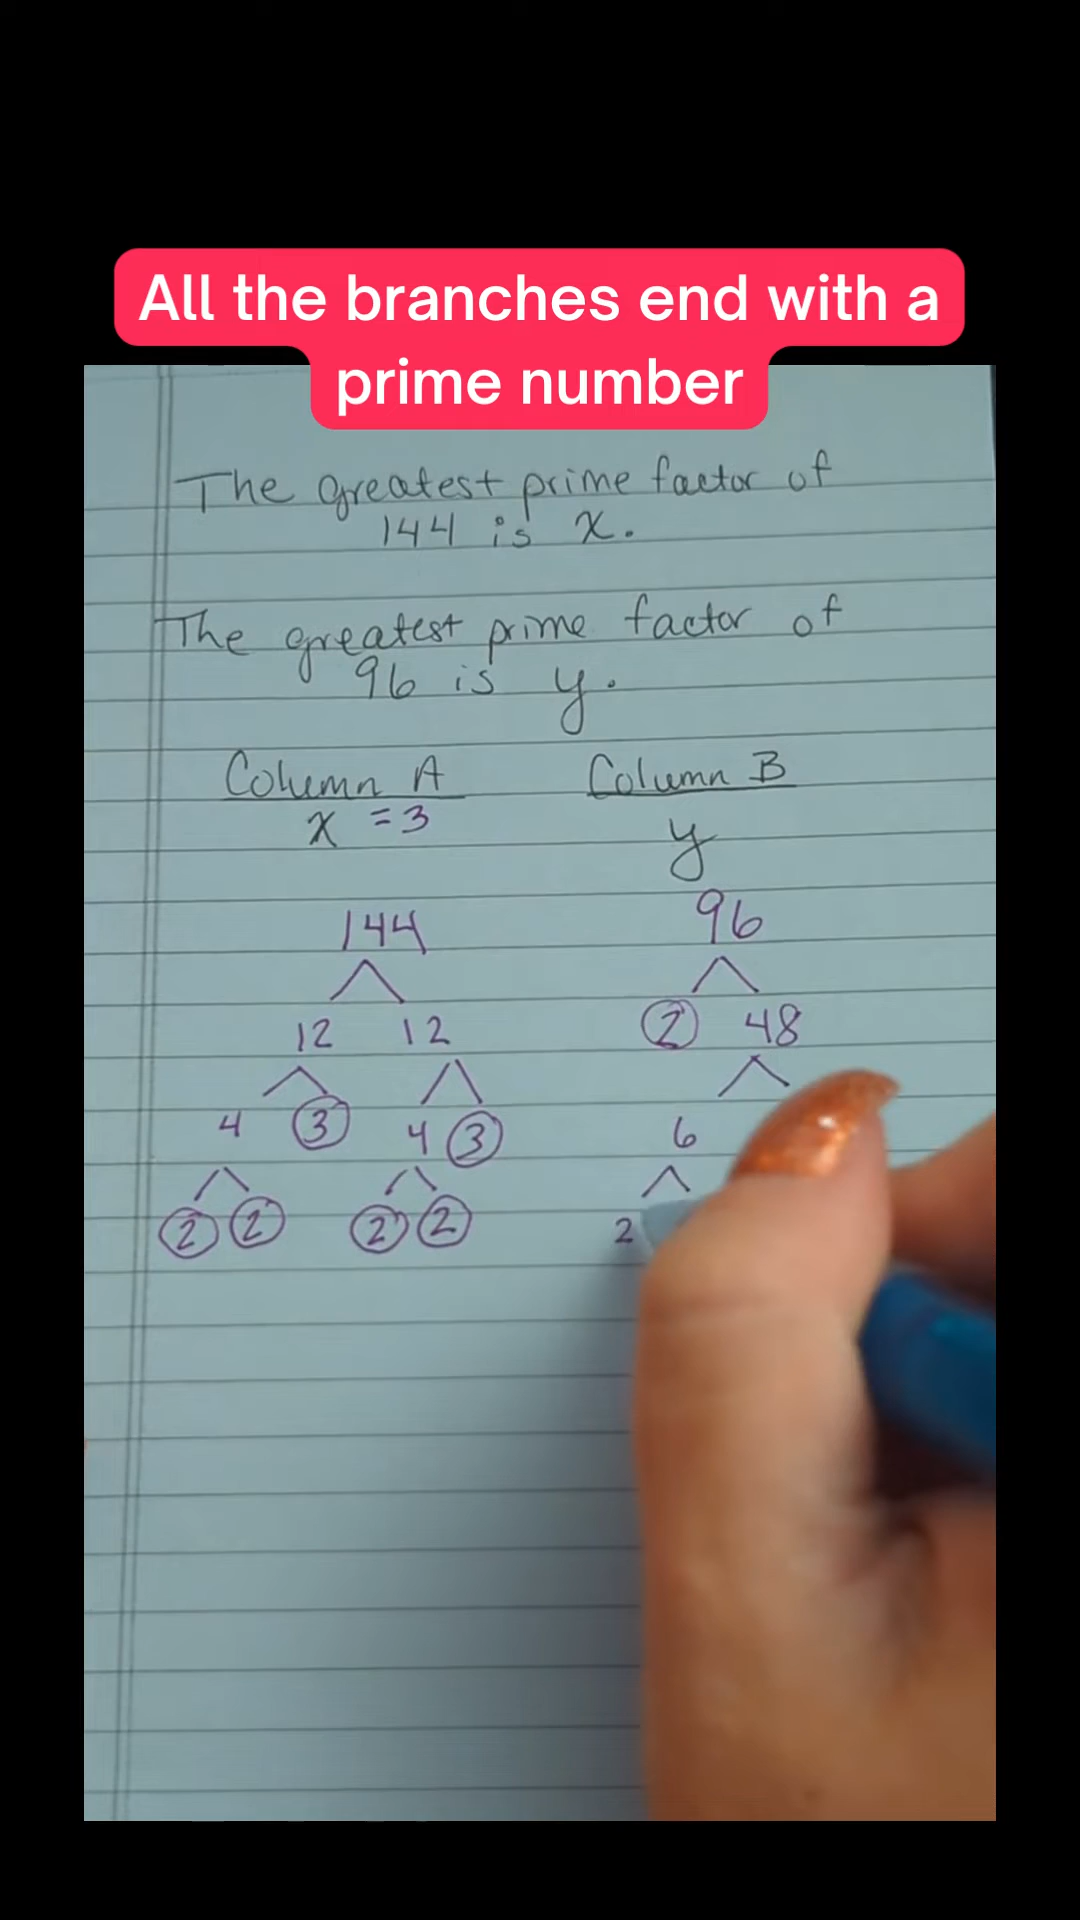 All the branches end with a
prime number
The greatest prime factor of
144 is x.
The greatest prime factor of
96 is y.
Column A Column B
x = 3 y
144 96
12 12 2 48
4 3 4 3 6
2 2 2 2 2